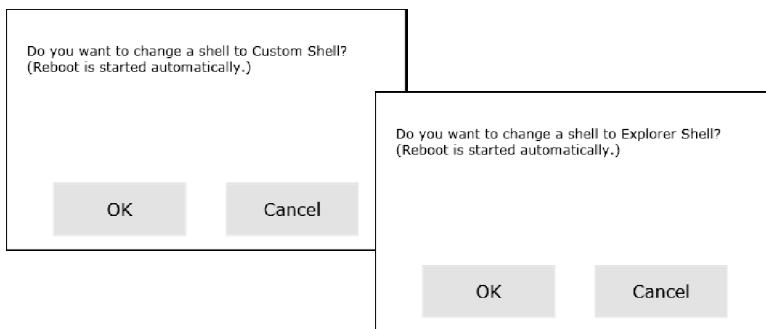 Do you want to change a shell to Custom Shell?
(Reboot is started automatically.)
OK
Cancel
Do you want to change a shell to Explorer Shell?
(Reboot is started automatically.)
OK
Cancel